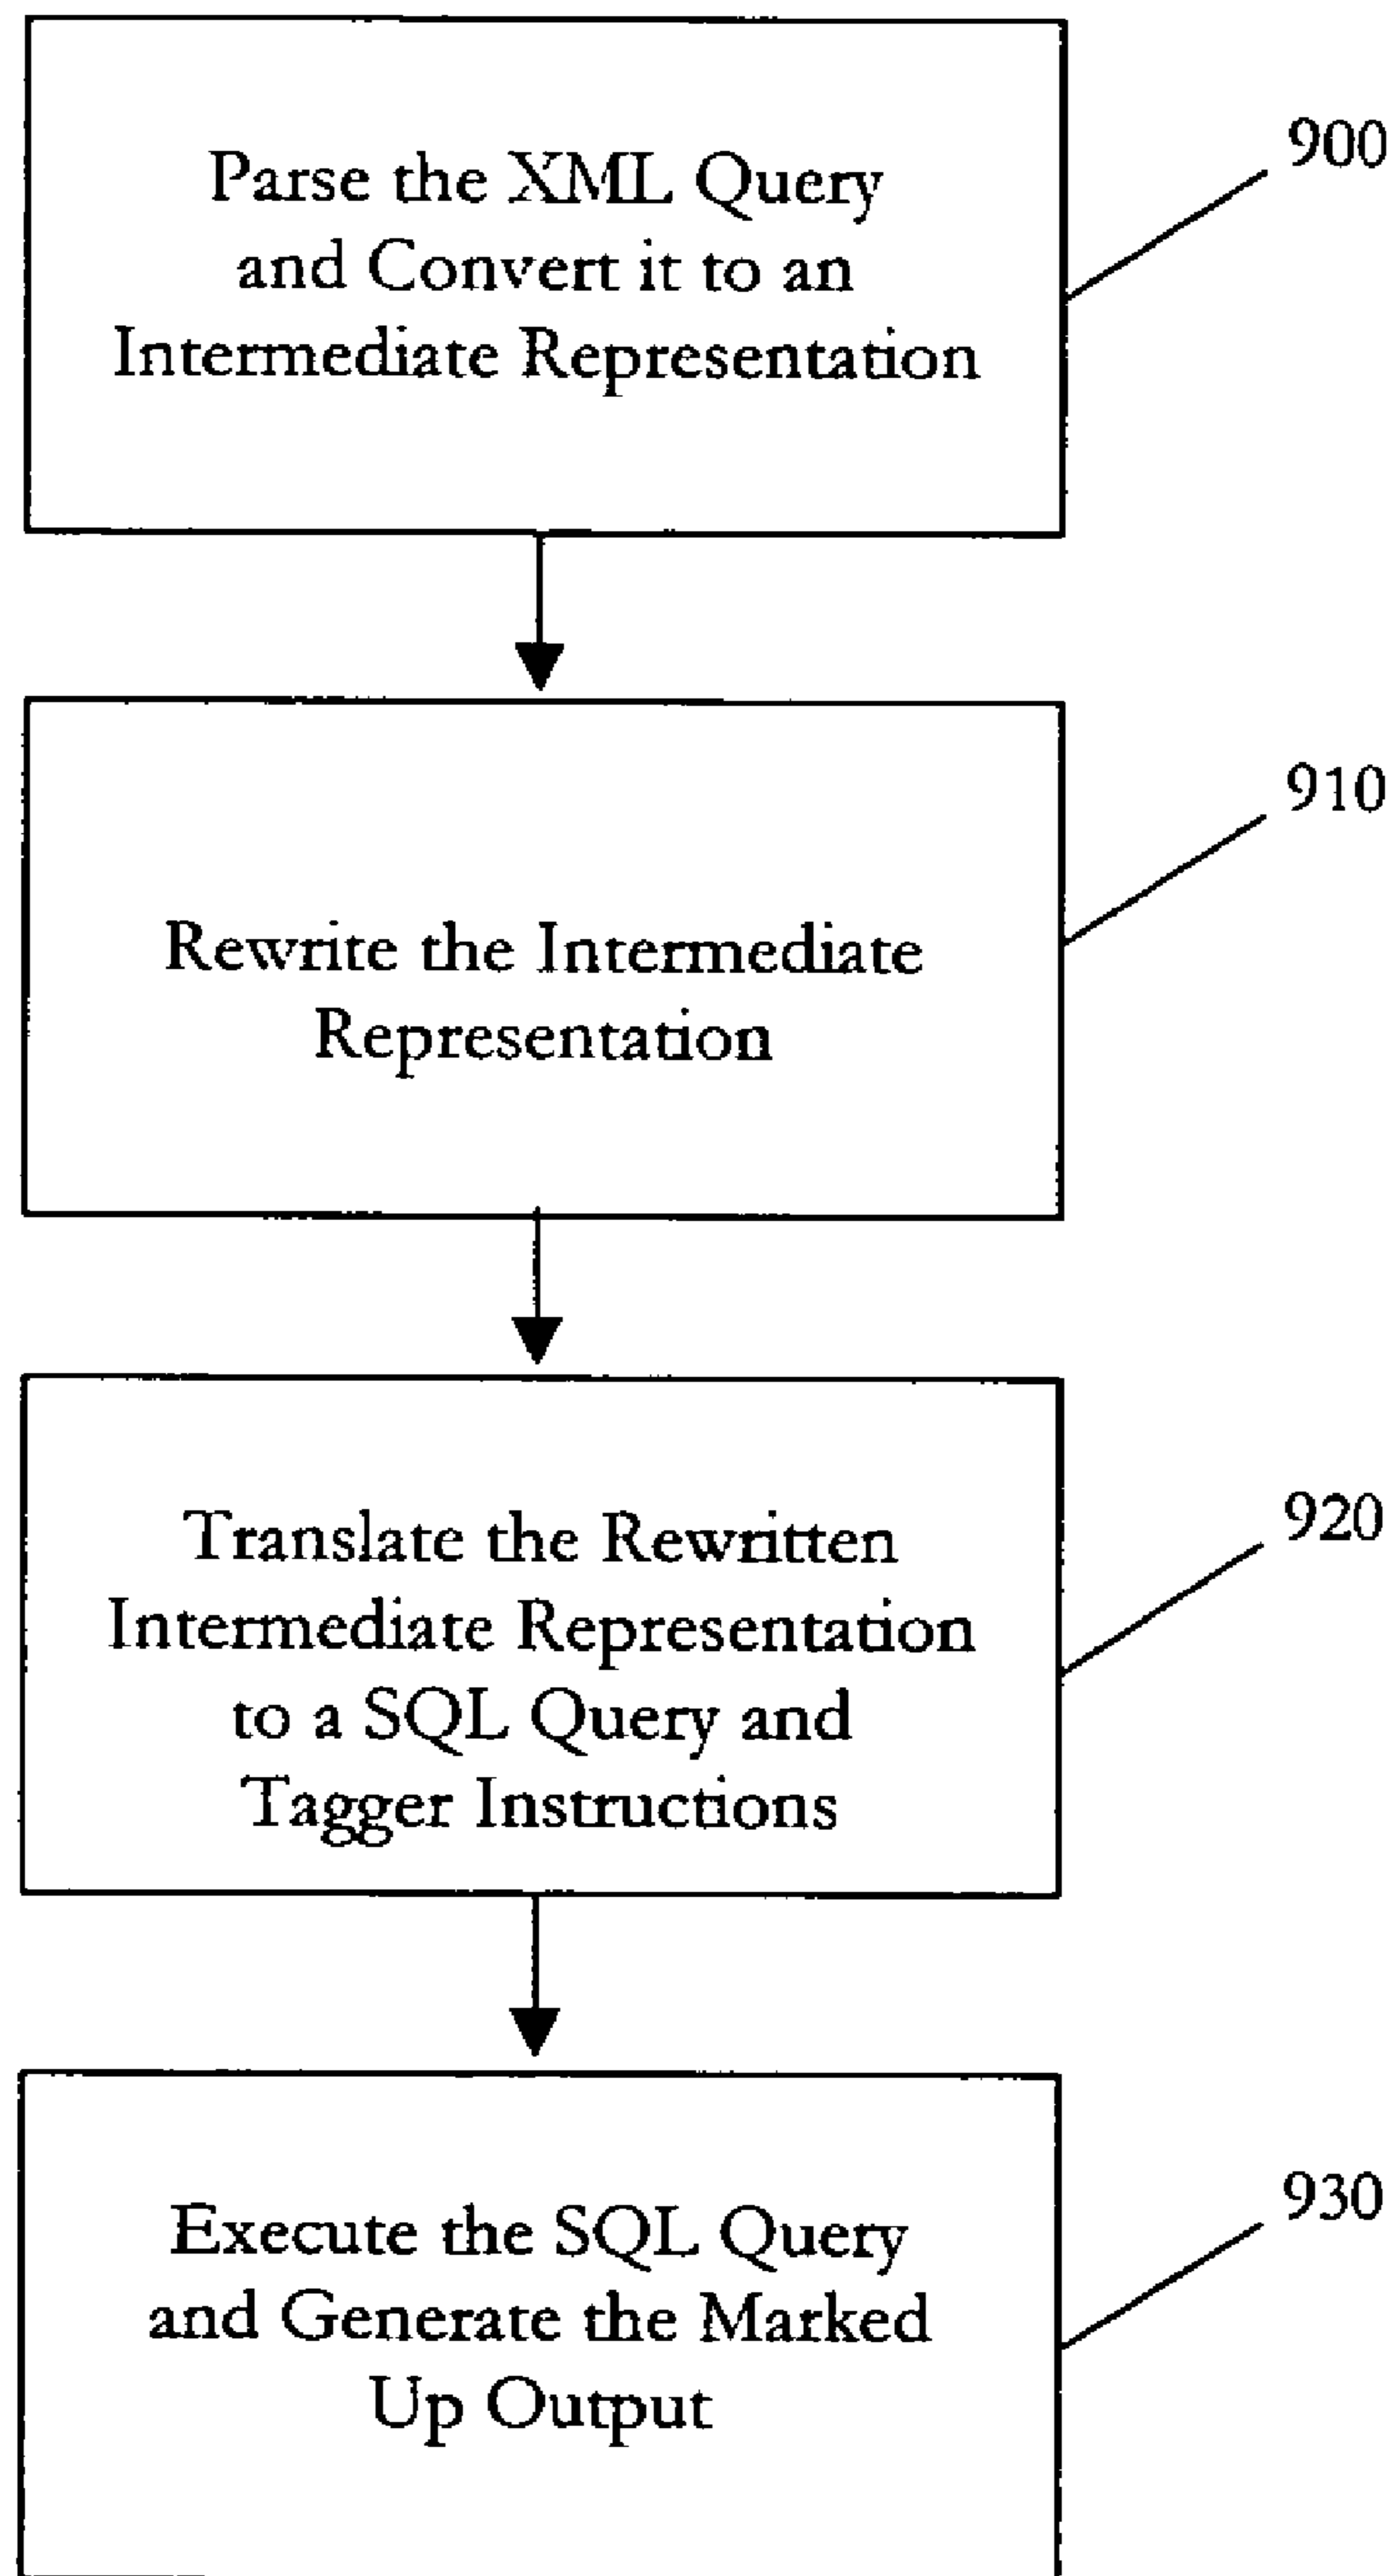 Parse the XML Query
and Convert it to an
Intermediate Representation
900
Rewrite the Intermediate
Representation
910
Translate the Rewritten
Intermediate Representation
to a SQL Query and
Tagger Instructions
920
Execute the SQL Query
and Generate the Marked
Up Output
930